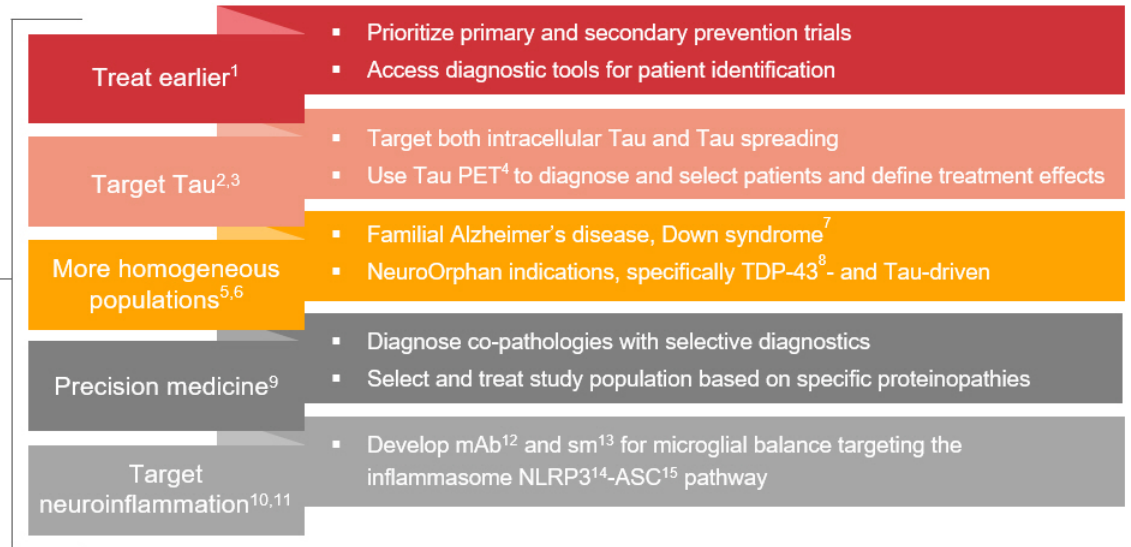 Treat earlier¹
▪ Prioritize primary and secondary prevention trials
▪ Access diagnostic tools for patient identification
Target Tau²,³
▪ Target both intracellular Tau and Tau spreading
▪ Use Tau PET⁴ to diagnose and select patients and define treatment effects
More homogeneous
populations⁵,⁶
▪ Familial Alzheimer's disease, Down syndrome⁷
▪ NeuroOrphan indications, specifically TDP-43⁸- and Tau-driven
Precision medicine⁹
▪ Diagnose co-pathologies with selective diagnostics
▪ Select and treat study population based on specific proteinopathies
Target
neuroinflammation¹⁰,¹¹
▪ Develop mAb¹² and sm¹³ for microglial balance targeting the
inflammasome NLRP3¹⁴-ASC¹⁵ pathway